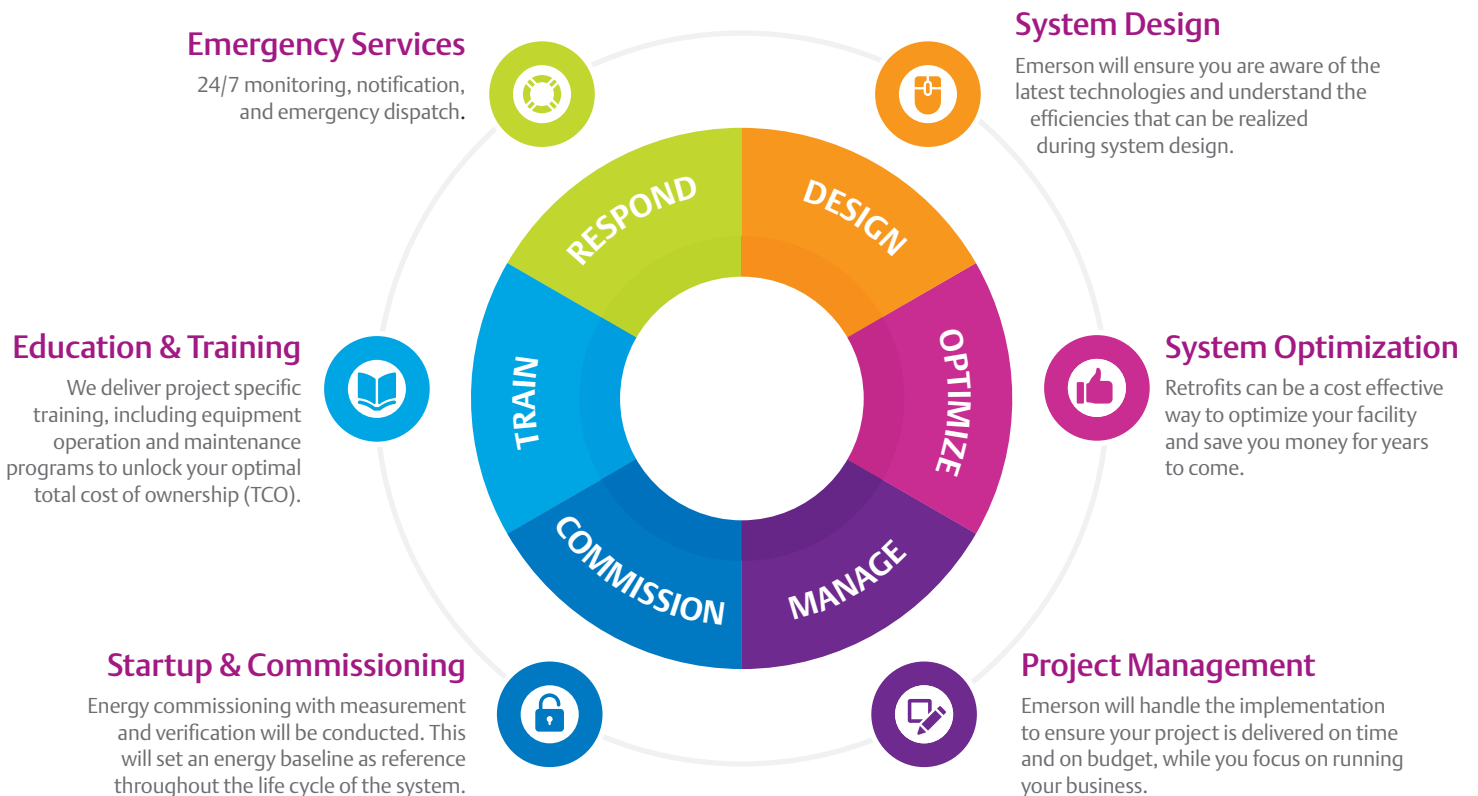 Emergency Services
24/7 monitoring, notification,
and emergency dispatch.
System Design
Emerson will ensure you are aware of the
latest technologies and understand the
efficiencies that can be realized
during system design.
RESPOND
DESIGN
Education & Training
We deliver project specific
training, including equipment
operation and maintenance
programs to unlock your optimal
total cost of ownership (TCO).
TRAIN
OPTIMIZE
System Optimization
Retrofits can be a cost effective
way to optimize your facility
and save you money for years
to come.
COMMISSION
MANAGE
Startup & Commissioning
Energy commissioning with measurement
and verification will be conducted. This
will set an energy baseline as reference
throughout the life cycle of the system.
Project Management
Emerson will handle the implementation
to ensure your project is delivered on time
and on budget, while you focus on running
your business.